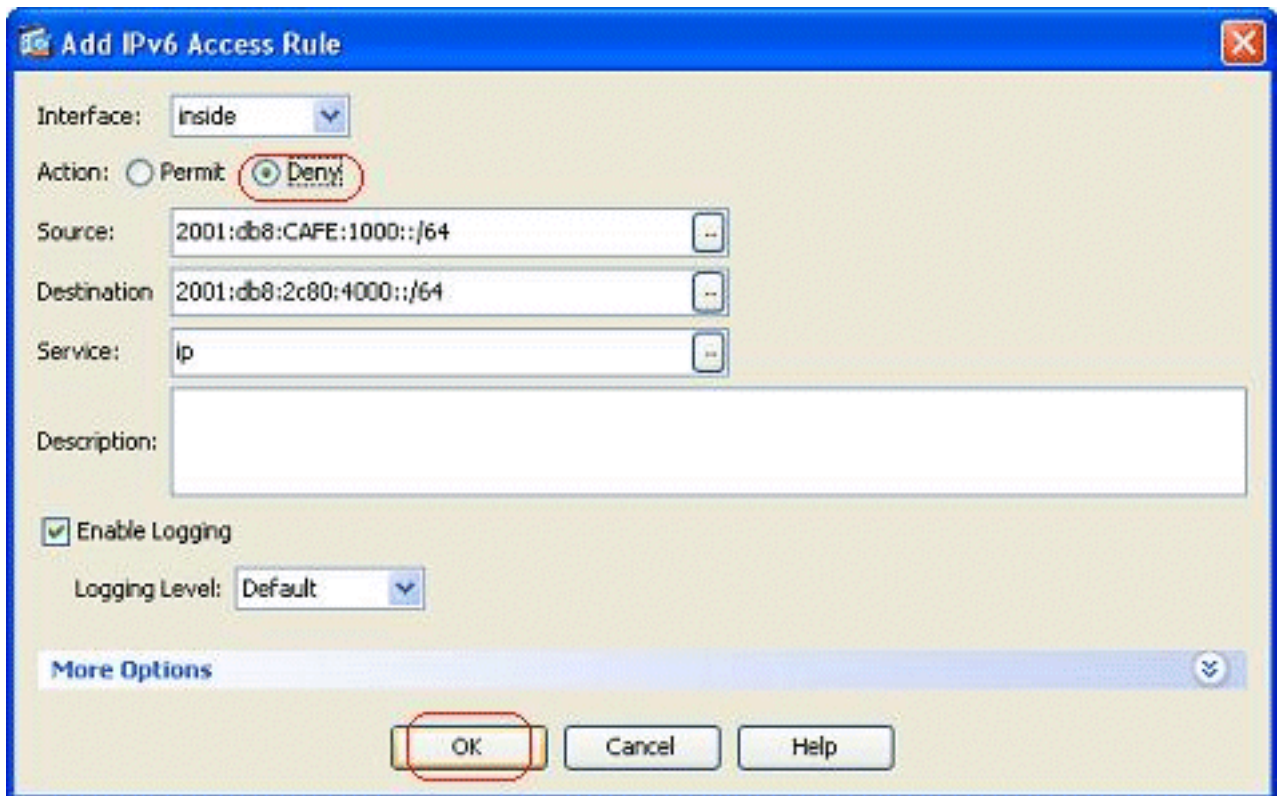 Add IPv6 Access Rule
Interface: inside
Action: Permit Deny
Source: 2001:db8:CAFE:1000::/64 ...
Destination 2001:db8:2c80:4000::/64 ...
Service: ip ...
Description:
Enable Logging
Logging Level: Default
More Options
OK Cancel Help